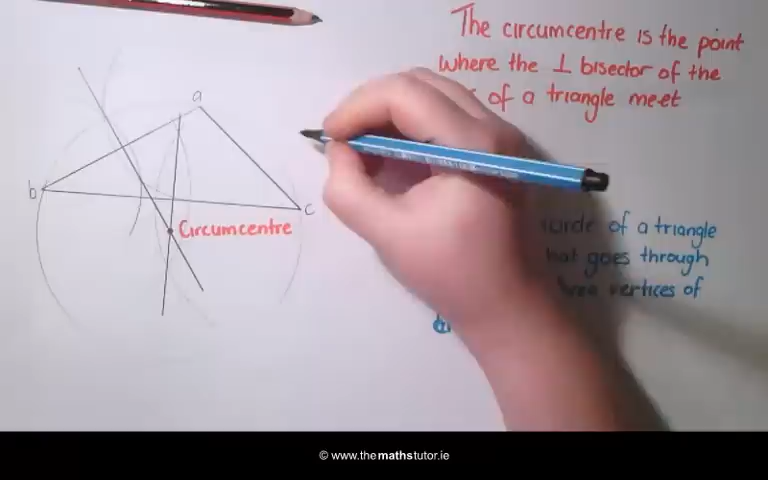 The circumcentre is the point
where the ⊥ bisector of the
of a triangle meet
a
b
c
Circumcentre
of a triangle
goes through
vertices of
© www.themathstutor.ie